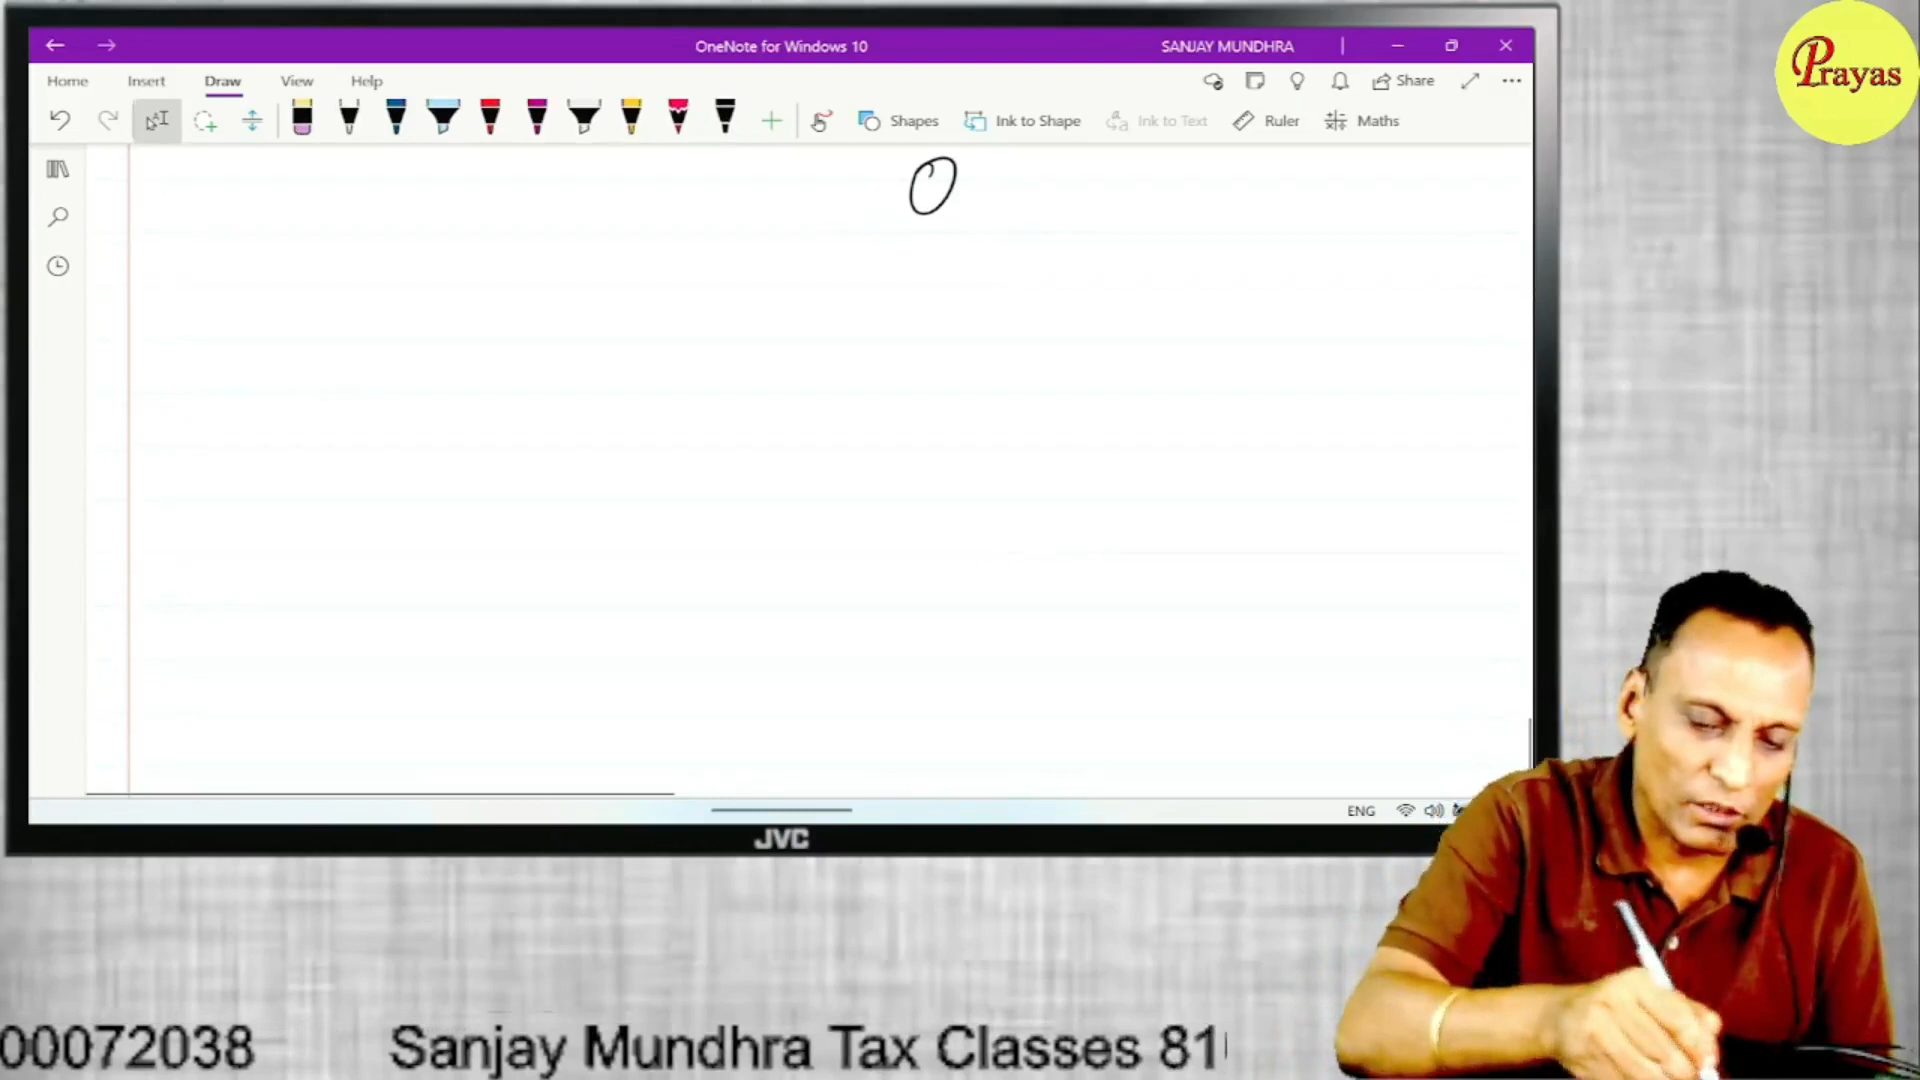 OneNote for Windows 10 SANJAY MUNDHRA
Prayas
Home Insert Draw View Help Share
Shapes Ink to Shape Ink to Text Ruler Maths
0
ENG
JVC
00072038 Sanjay Mundhra Tax Classes 81